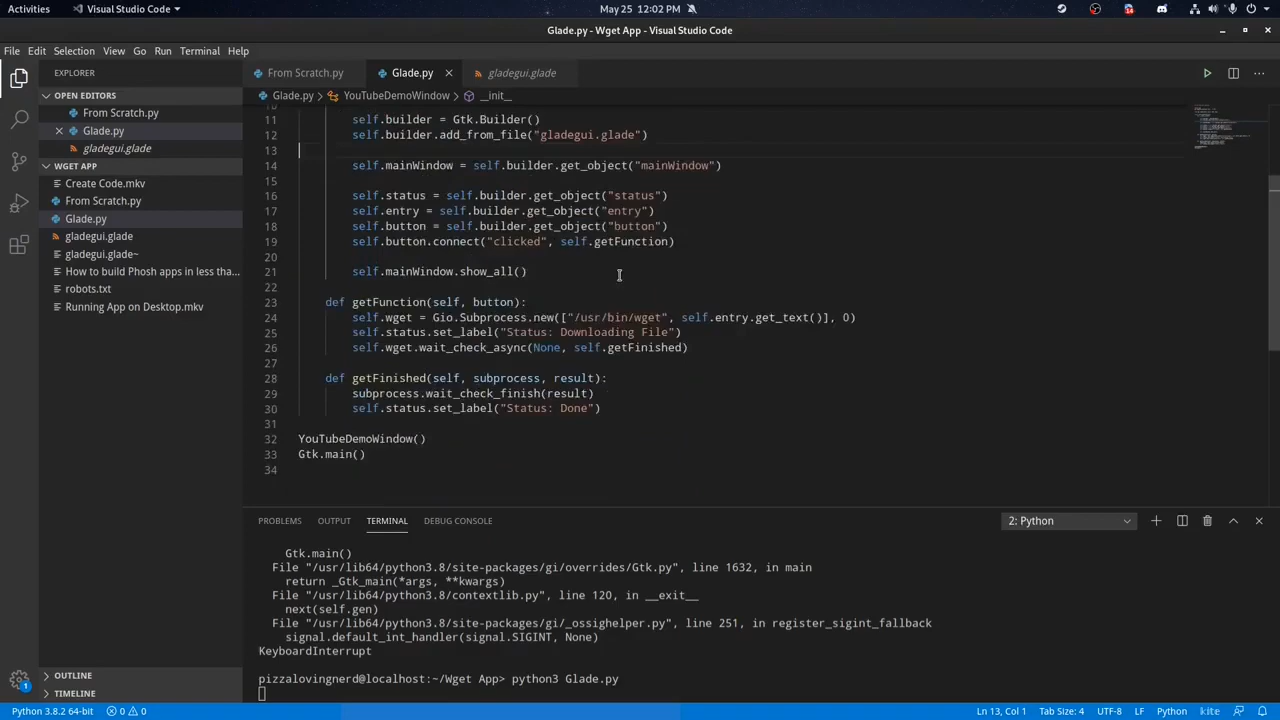 Activities
Visual Studio Code
May 25 12:02 PM
14
Glade.py - Wget App - Visual Studio Code
File Edit Selection View Go Run Terminal Help
EXPLORER
OPEN EDITORS
From Scratch.py
Glade.py
gladegui.glade
WGET APP
Create Code.mkv
From Scratch.py
Glade.py
gladegui.glade
gladegui.glade~
How to build Phosh apps in less tha...
robots.txt
Running App on Desktop.mkv
OUTLINE
TIMELINE
From Scratch.py Glade.py gladegui.glade
Glade.py YouTubeDemoWindow __init__
11 self.builder = Gtk.Builder()
12 self.builder.add_from_file("gladegui.glade")
13
14 self.mainWindow = self.builder.get_object("mainWindow")
15
16 self.status = self.builder.get_object("status")
17 self.entry = self.builder.get_object("entry")
18 self.button = self.builder.get_object("button")
19 self.button.connect("clicked", self.getFunction)
20
21 self.mainWindow.show_all()
22
23 def getFunction(self, button):
24 self.wget = Gio.Subprocess.new(["/usr/bin/wget", self.entry.get_text()], 0)
25 self.status.set_label("Status: Downloading File")
26 self.wget.wait_check_async(None, self.getFinished)
27
28 def getFinished(self, subprocess, result):
29 subprocess.wait_check_finish(result)
30 self.status.set_label("Status: Done")
31
32 YouTubeDemoWindow()
33 Gtk.main()
34
PROBLEMS OUTPUT TERMINAL DEBUG CONSOLE
2: Python
Gtk.main()
File "/usr/lib64/python3.8/site-packages/gi/overrides/Gtk.py", line 1632, in main
return _Gtk_main(*args, **kwargs)
File "/usr/lib64/python3.8/contextlib.py", line 120, in __exit__
next(self.gen)
File "/usr/lib64/python3.8/site-packages/gi/_ossighelper.py", line 251, in register_sigint_fallback
signal.default_int_handler(signal.SIGINT, None)
KeyboardInterrupt
pizzalovingnerd@localhost:~/Wget App> python3 Glade.py
1
Python 3.8.2 64-bit
0 0
Ln 13, Col 1 Tab Size: 4 UTF-8 LF Python kite